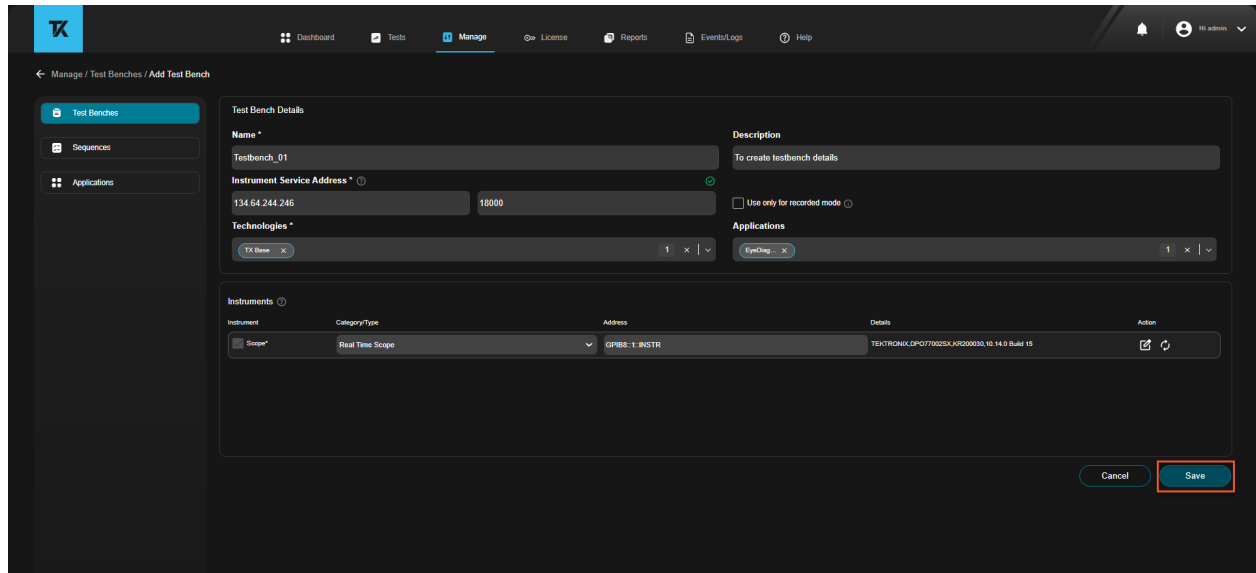 TK
Dashboard Tests Manage License Reports Events/Logs Help Hi admin
Manage / Test Benches / Add Test Bench
Test Benches
Sequences
Applications
Test Bench Details
Name * Description
Testbench_01 To create testbench details
Instrument Service Address *
134.64.244.246 18000 Use only for recorded mode
Technologies * Applications
TX Base 1 EyeDiag... 1
Instruments
Instrument Category/Type Address Details Action
Scope* Real Time Scope GPIB8::1::INSTR TEKTRONIX,DPO77002SX,KR200030,10.14.0 Build 15
Cancel Save